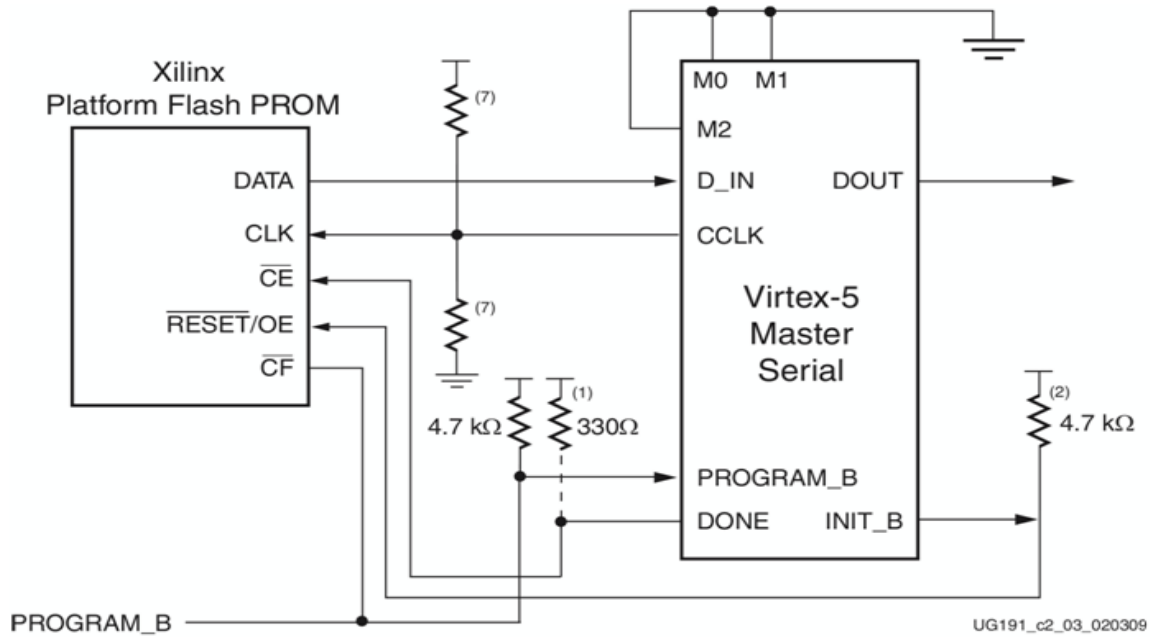 Xilinx
Platform Flash PROM
DATA
CLK
CE
RESET/OE
CF
(7)
(7)
4.7 kΩ
(1)
330Ω
M0 M1
M2
D_IN
DOUT
CCLK
Virtex-5
Master
Serial
PROGRAM_B
DONE
INIT_B
(2)
4.7 kΩ
PROGRAM_B
UG191_c2_03_020309